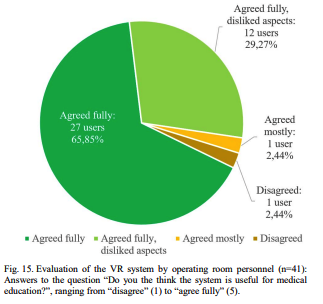 Agreed fully,
disliked aspects:
12 users
29,27%
Agreed fully:
27 users
65,85%
Agreed
mostly:
1 user
2,44%
Disagreed:
1 user
2,44%
Agreed fully
Agreed fully,
disliked aspects
Agreed mostly
Disagreed
Fig. 15. Evaluation of the VR system by operating room personnel (n=41):
Answers to the question “Do you the think the system is useful for medical
education?”, ranging from “disagree” (1) to “agree fully” (5).